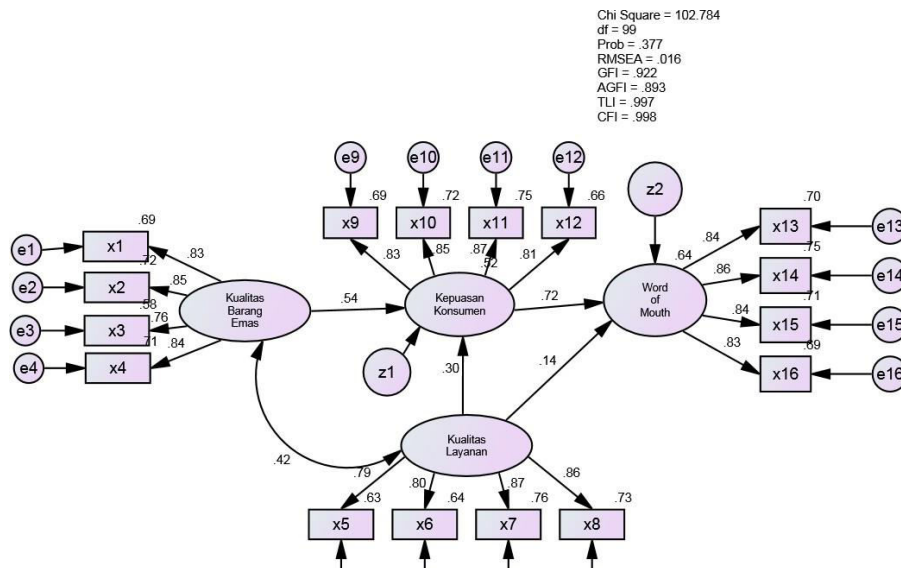 Chi Square = 102.784
df = 99
Prob = .377
RMSEA = .016
GFI = .922
AGFI = .893
TLI = .997
CFI = .998
e9
e10
e11
e12
z2
.69
.72
.75
.66
x9
x10
x11
x12
.83
.85
.87
.81
.52
e1
e2
e3
e4
.69
x1
.83
.72
x2
.85
.58
x3
.76
.71
x4
.84
Kualitas
Barang
Emas
.54
Kepuasan
Konsumen
.72
z1
.30
.14
.64
Word
of
Mouth
.70
x13
.84
e13
.75
x14
.86
e14
.71
x15
.84
e15
.69
x16
.83
e16
.42
Kualitas
Layanan
.79
.80
.87
.86
.63
.64
.76
.73
x5
x6
x7
x8